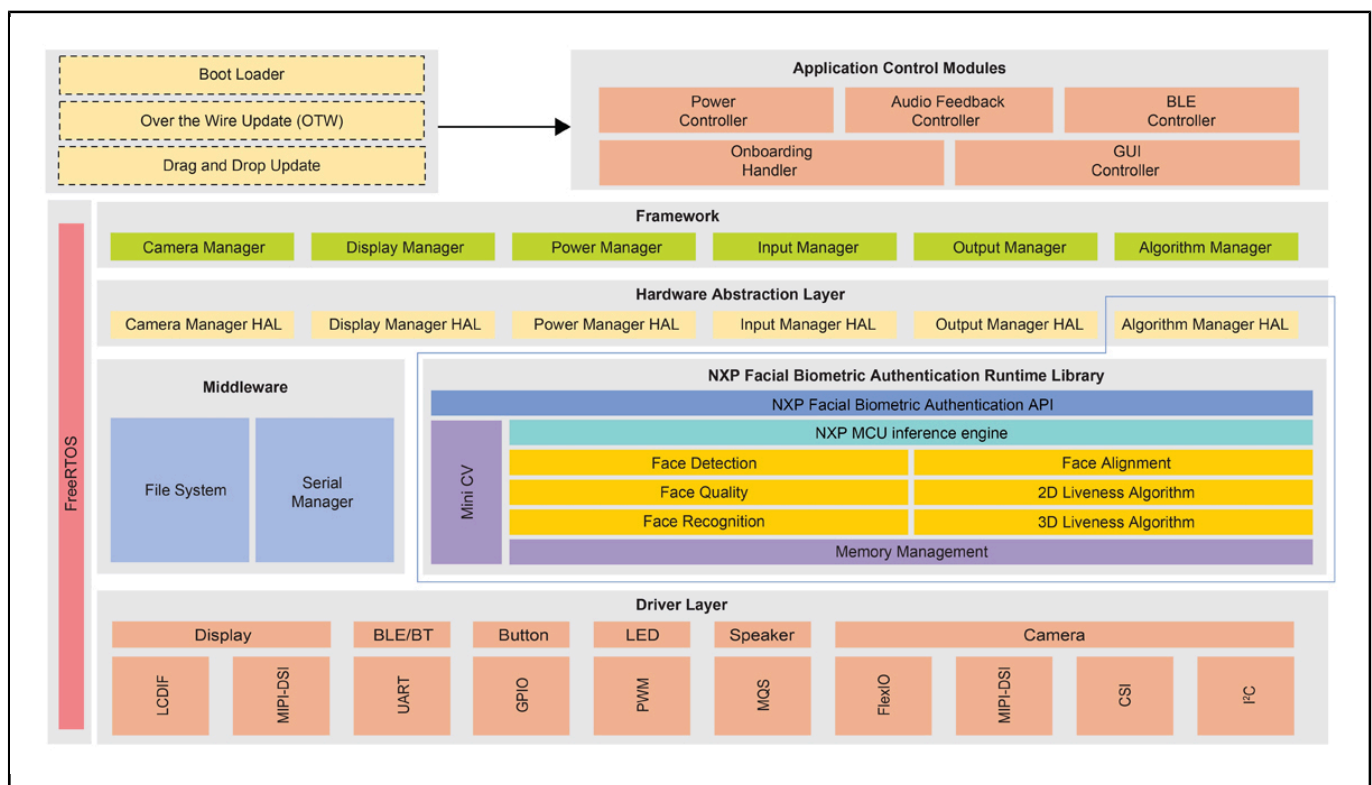 Boot Loader
Over the Wire Update (OTW)
Drag and Drop Update
Application Control Modules
Power
Controller
Audio Feedback
Controller
BLE
Controller
Onboarding
Handler
GUI
Controller
FreeRTOS
Framework
Camera Manager
Display Manager
Power Manager
Input Manager
Output Manager
Algorithm Manager
Hardware Abstraction Layer
Camera Manager HAL
Display Manager HAL
Power Manager HAL
Input Manager HAL
Output Manager HAL
Algorithm Manager HAL
Middleware
File System
Serial
Manager
NXP Facial Biometric Authentication Runtime Library
NXP Facial Biometric Authentication API
Mini CV
NXP MCU inference engine
Face Detection
Face Alignment
Face Quality
2D Liveness Algorithm
Face Recognition
3D Liveness Algorithm
Memory Management
Driver Layer
Display
BLE/BT
Button
LED
Speaker
Camera
LCDIF
MIPI-DSI
UART
GPIO
PWM
MQS
FlexIO
MIPI-DSI
CSI
I²C